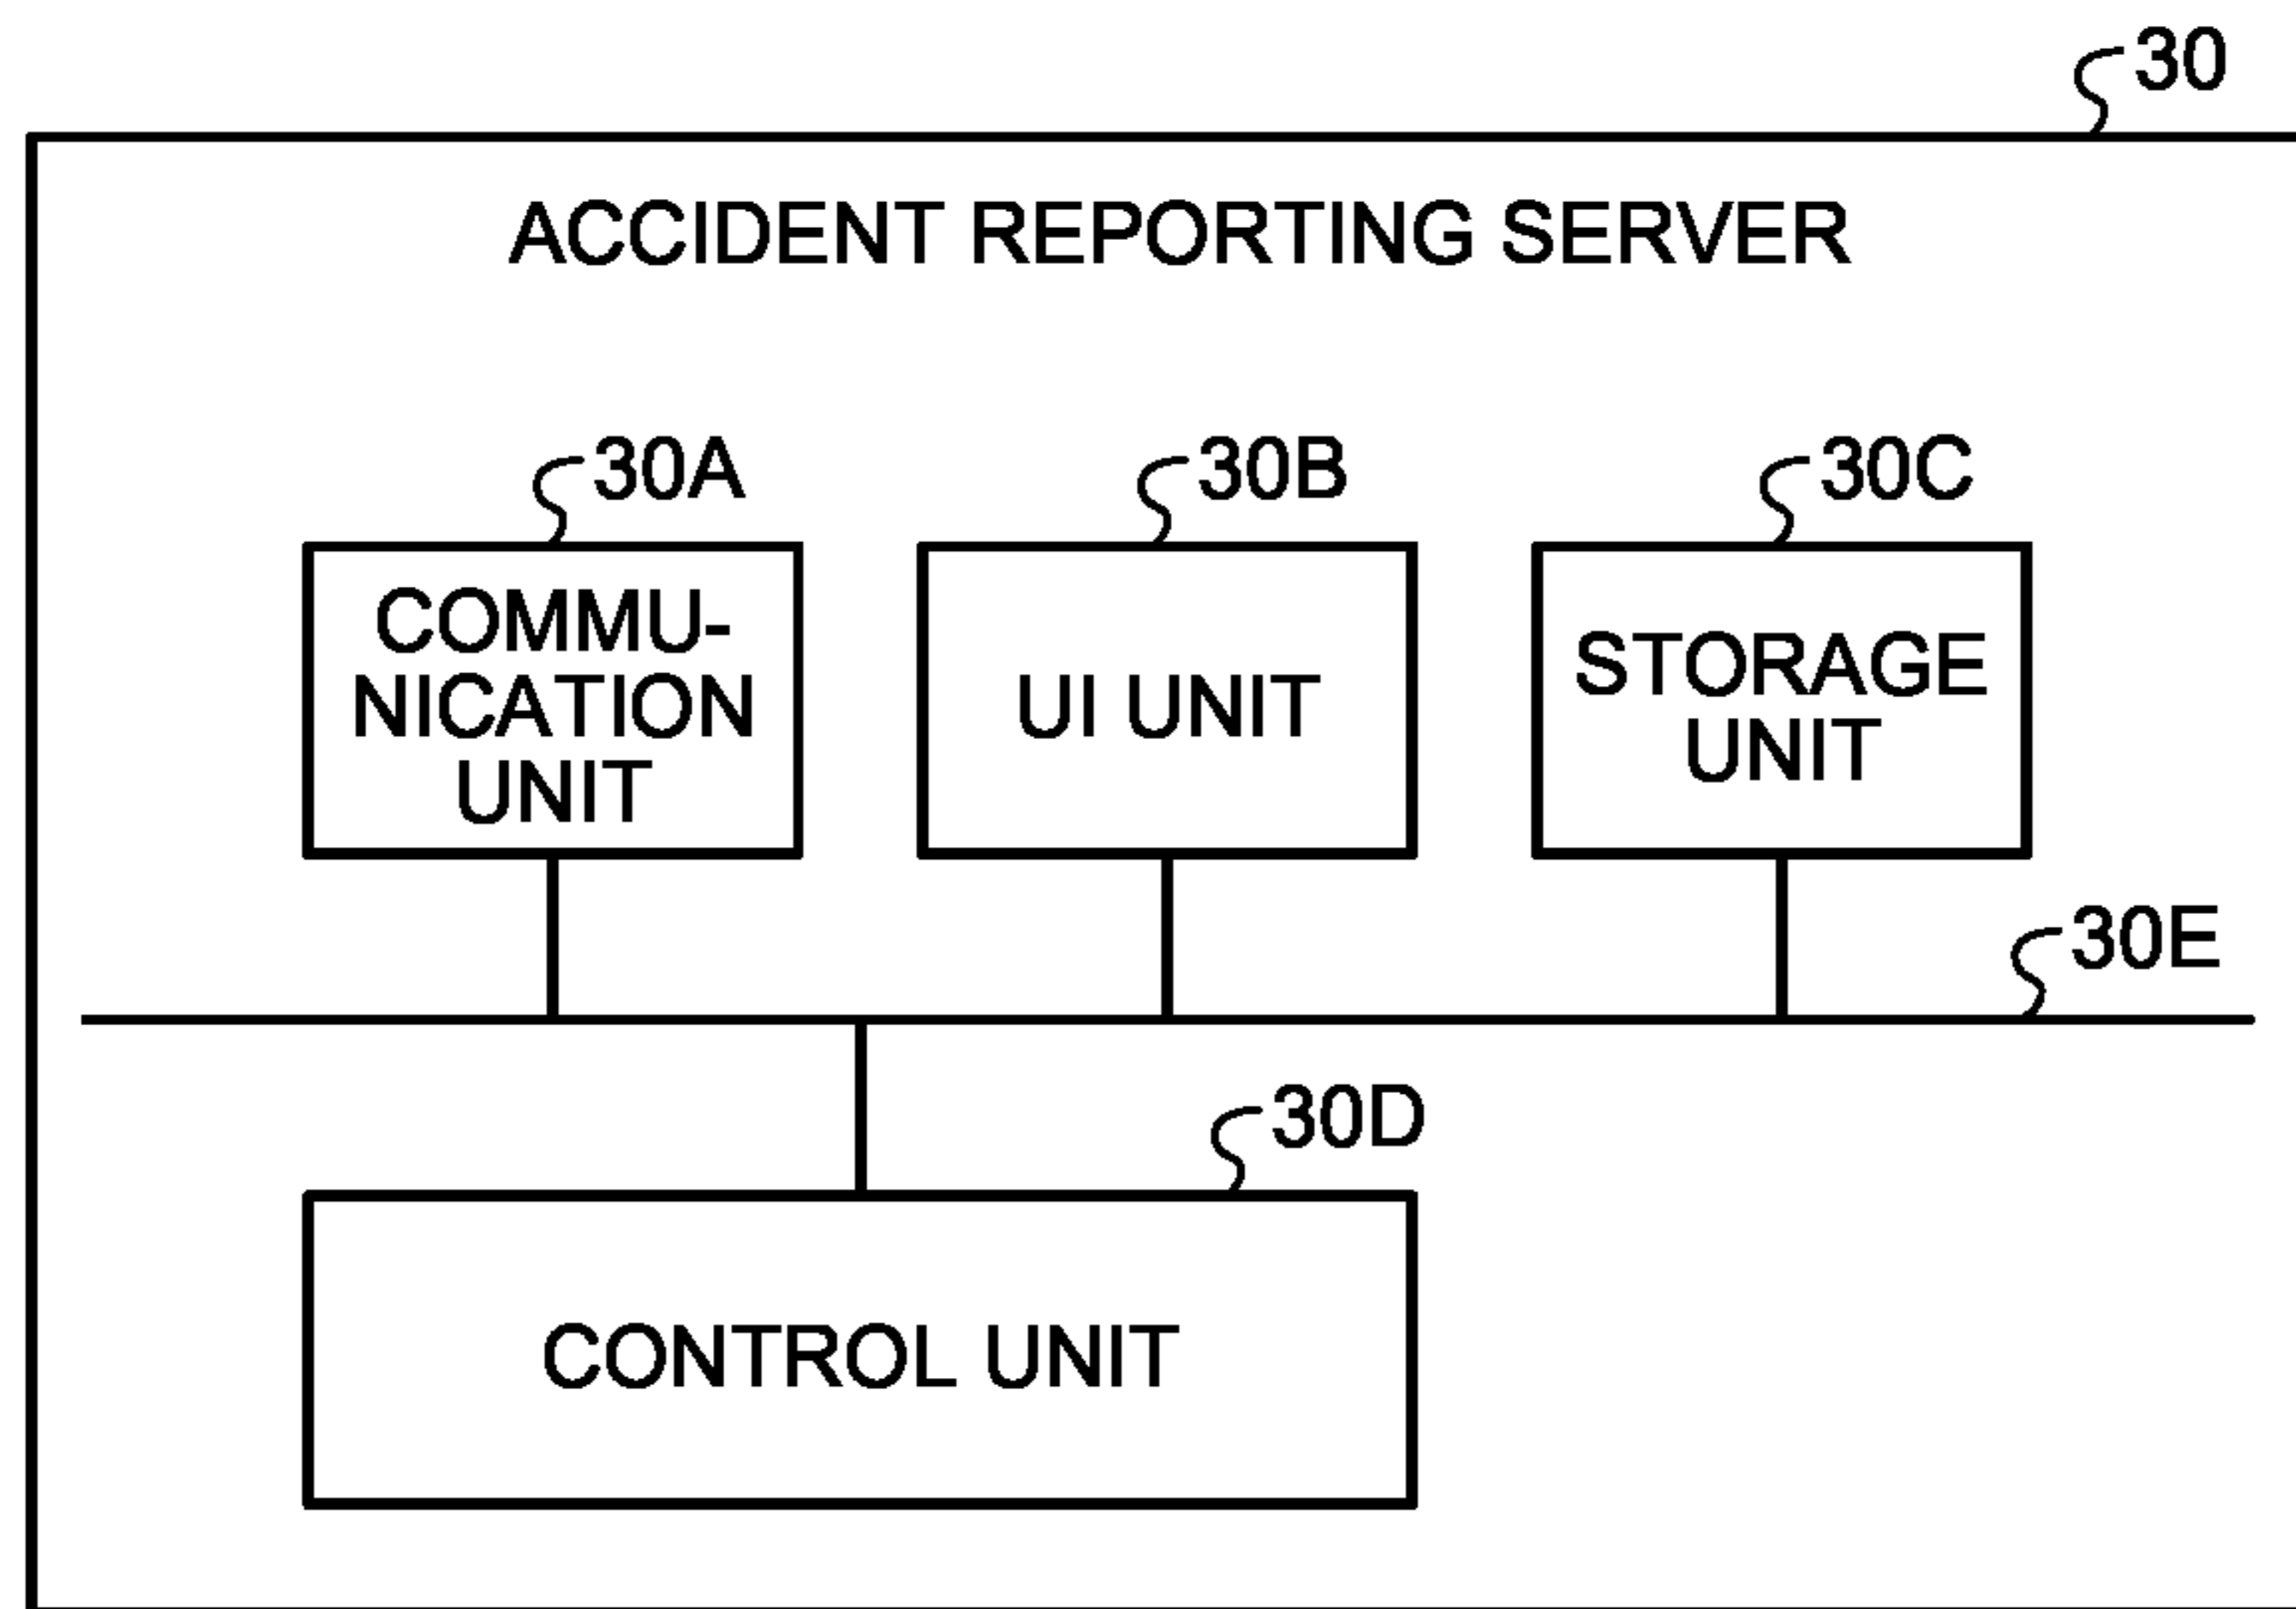 30
ACCIDENT REPORTING SERVER
30A
30B
30C
COMMU-
NICATION
UNIT
UI UNIT
STORAGE
UNIT
30E
30D
CONTROL UNIT